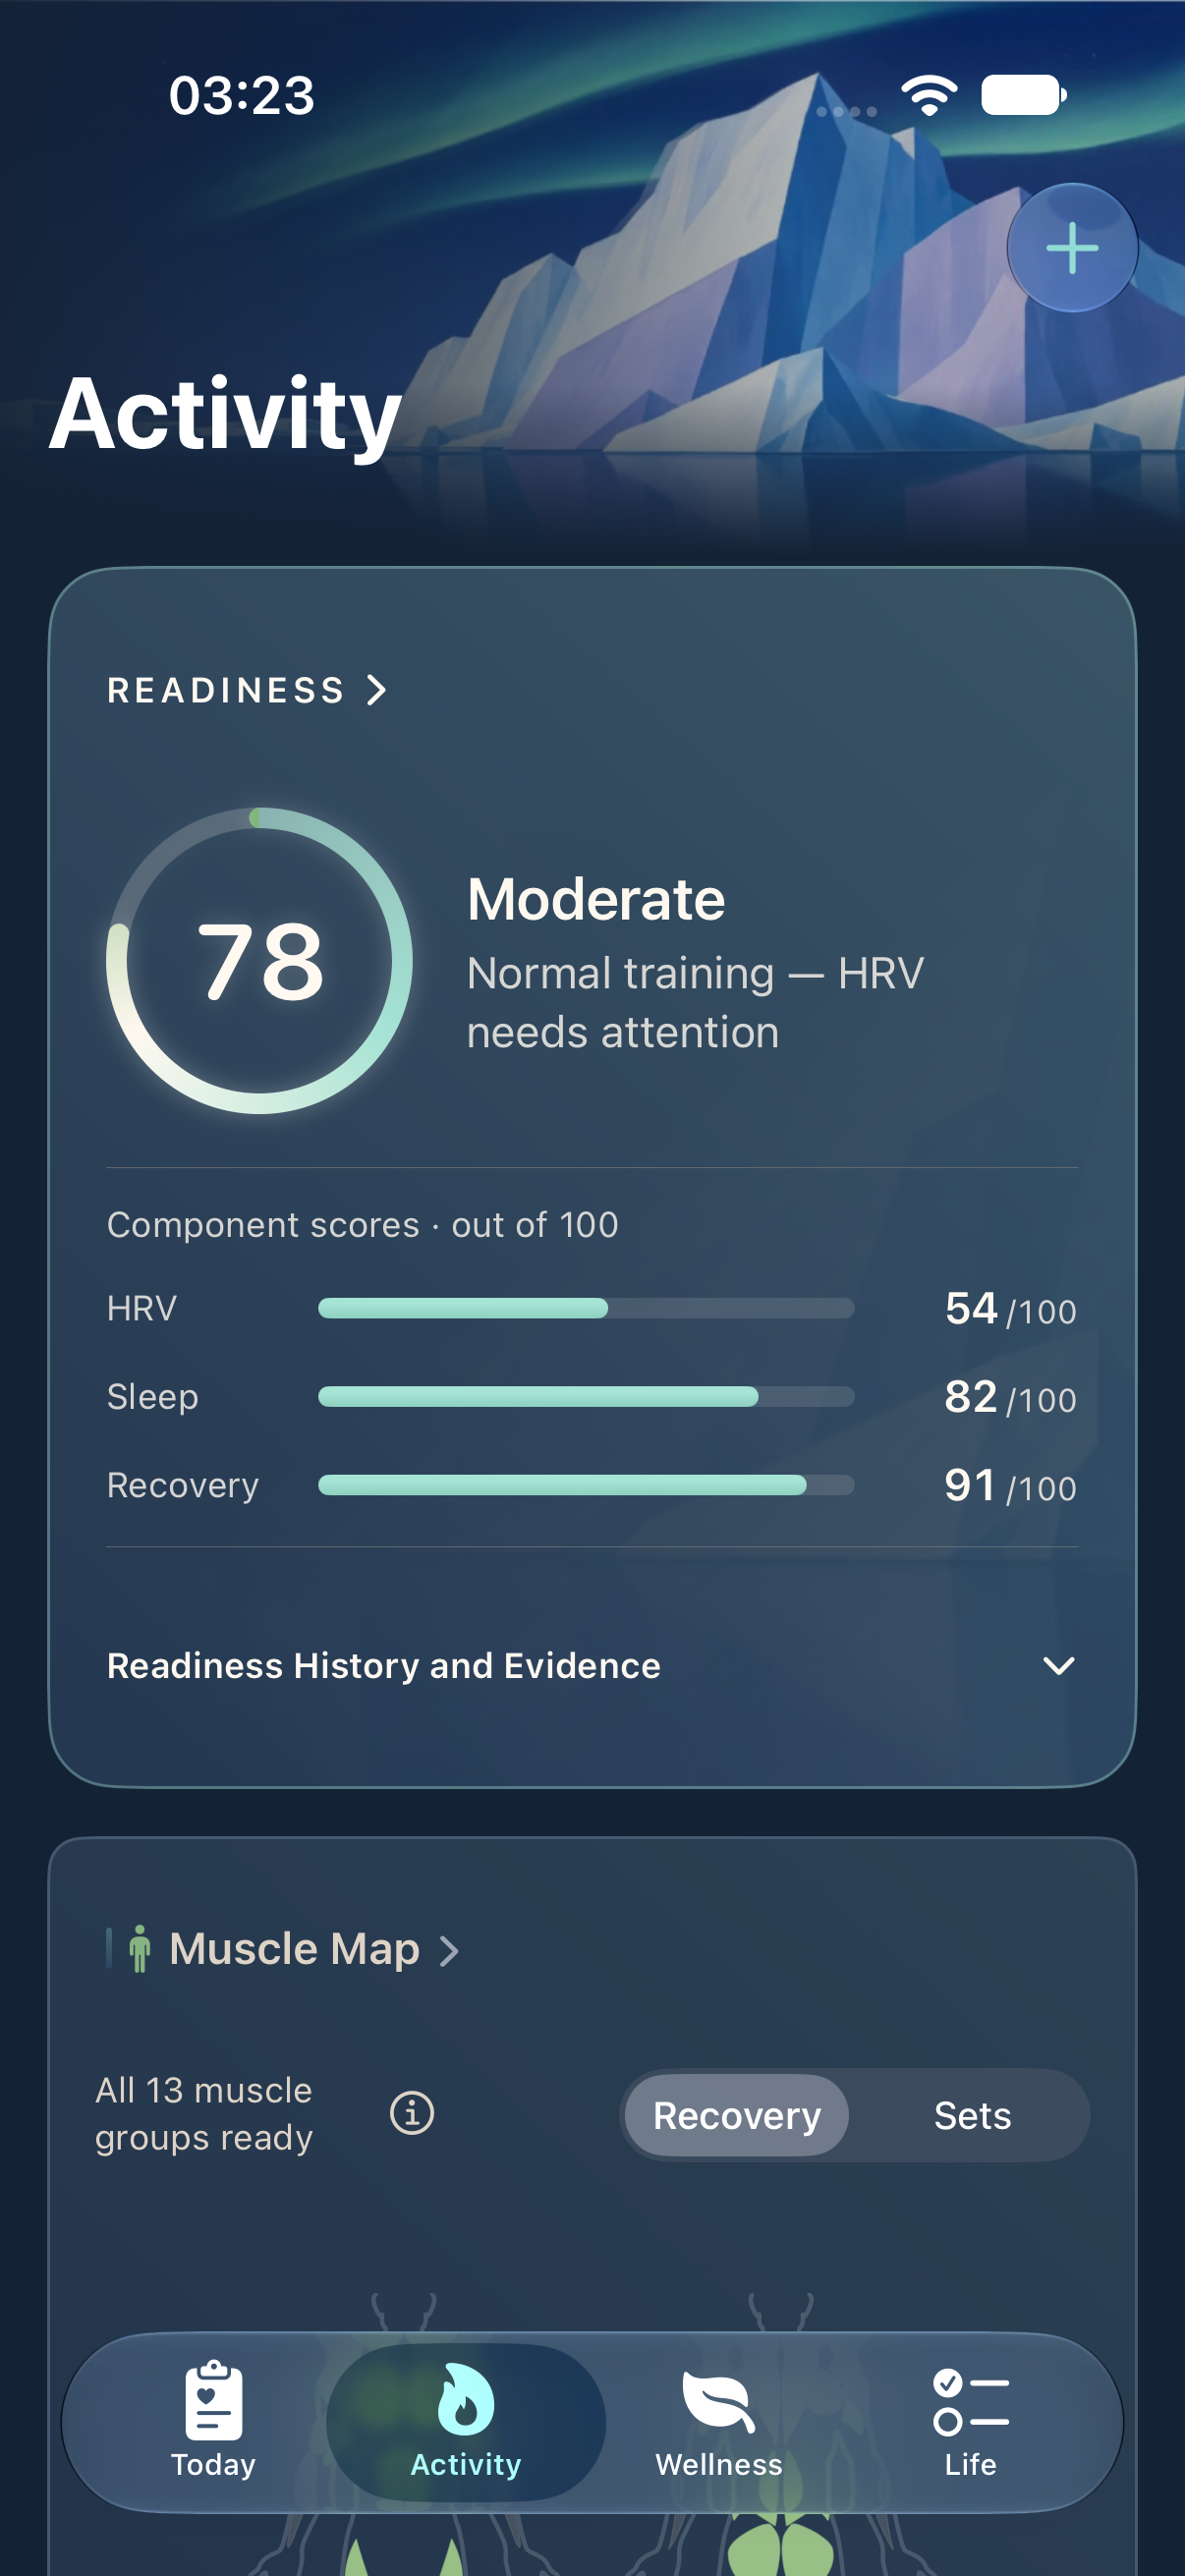 03:23
Activity
READINESS
78
Moderate
Normal training — HRV
needs attention
Component scores · out of 100
HRV 54/100
Sleep 82/100
Recovery 91/100
Readiness History and Evidence
Muscle Map
All 13 muscle
groups ready
Recovery Sets
Today Activity Wellness Life